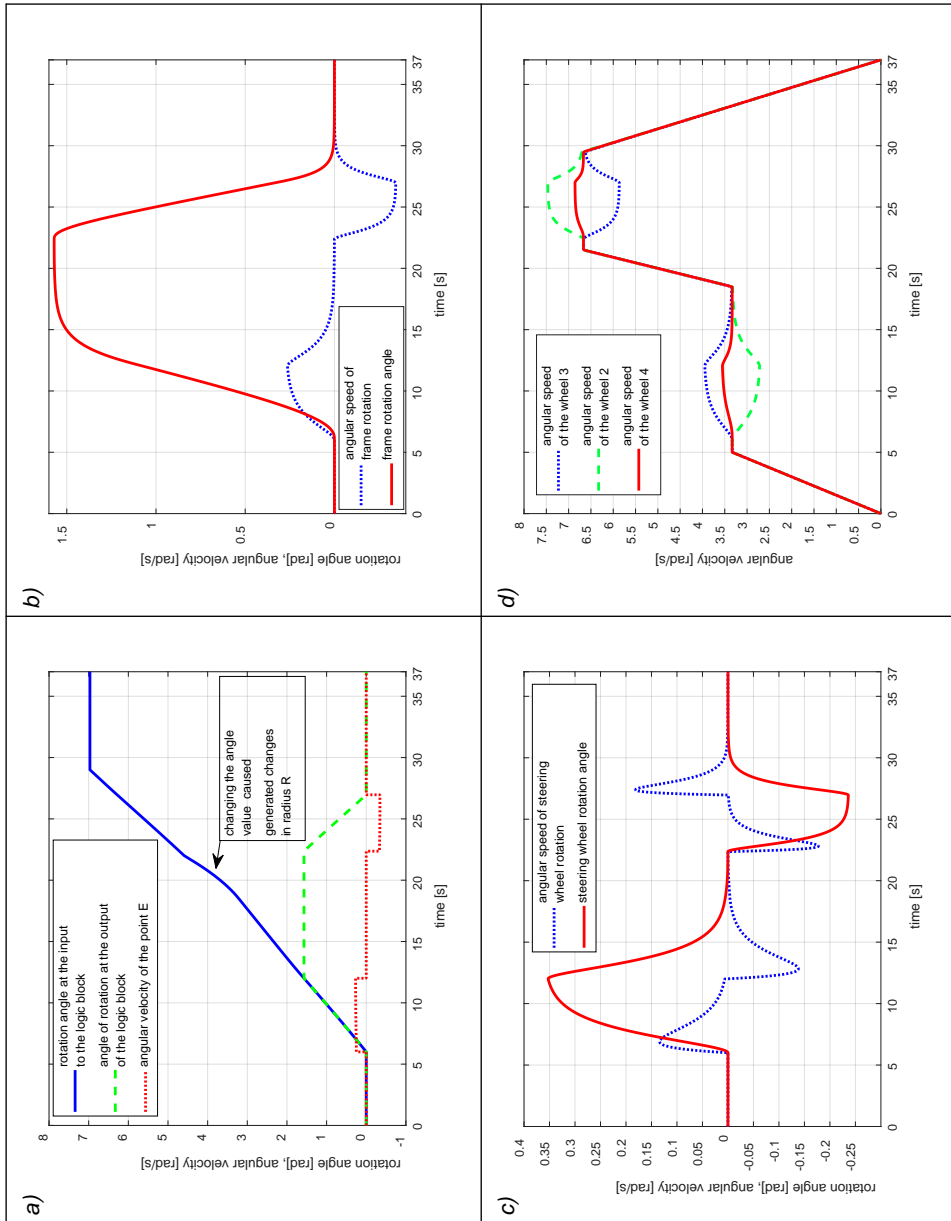 a)
rotation angle at the input
to the logic block
angle of rotation at the output
of the logic block
angular velocity of the point E
changing the angle
value caused
generated changes
in radius R
rotation angle [rad], angular velocity [rad/s]
8
7
6
5
4
3
2
1
0
-1
0
5
10
15
20
25
30
37
time [s]
b)
angular speed of
frame rotation
frame rotation angle
rotation angle [rad], angular velocity [rad/s]
1.5
1
0.5
0
0
5
10
15
20
25
30
37
time [s]
c)
angular speed of steering
wheel rotation
steering wheel rotation angle
rotation angle [rad], angular velocity [rad/s]
0.4
0.35
0.3
0.25
0.2
0.15
0.1
0.05
0
-0.05
-0.1
-0.15
-0.2
-0.25
0
5
10
15
20
25
30
37
time [s]
d)
angular speed
of the wheel 3
angular speed
of the wheel 2
angular speed
of the wheel 4
angular velocity [rad/s]
8
7.5
7
6.5
6
5.5
5
4.5
4
3.5
3
2.5
2
1.5
1
0.5
0
0
5
10
15
20
25
30
37
time [s]